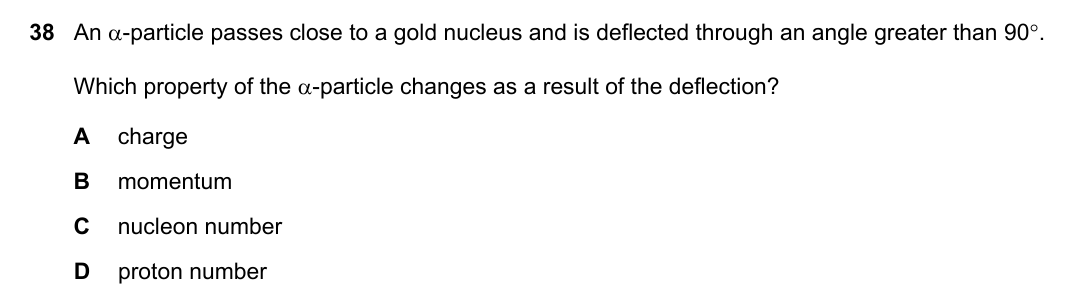 38 An α-particle passes close to a gold nucleus and is deflected through an angle greater than 90°.
Which property of the α-particle changes as a result of the deflection?
A charge
B momentum
C nucleon number
D proton number